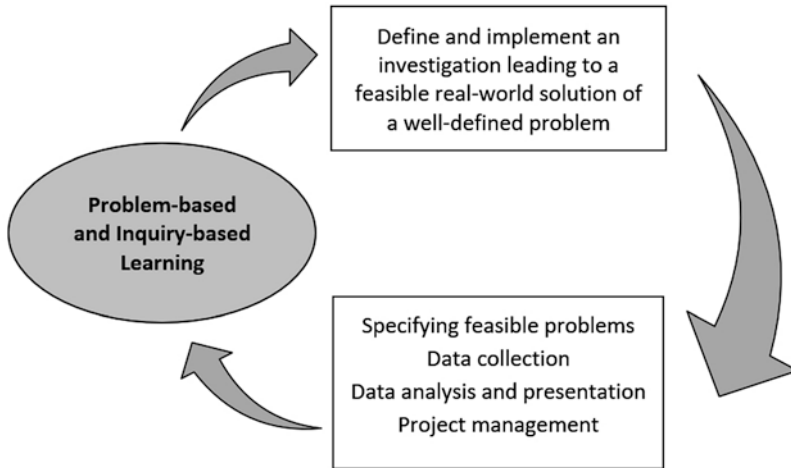 Define and implement an
investigation leading to a
feasible real-world solution of
a well-defined problem
Problem-based
and Inquiry-based
Learning
Specifying feasible problems
Data collection
Data analysis and presentation
Project management